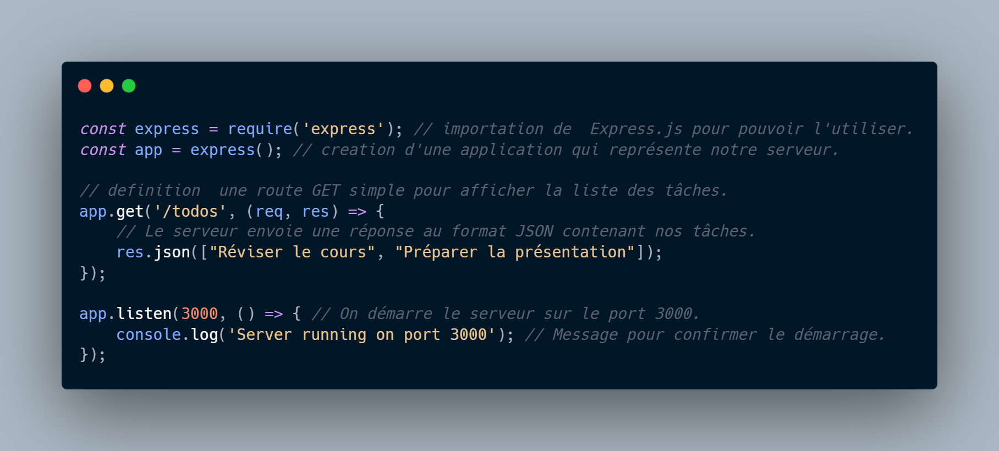 const express = require('express'); // importation de  Express.js pour pouvoir l'utiliser.
const app = express(); // creation d'une application qui représente notre serveur.
// definition  une route GET simple pour afficher la liste des tâches.
app.get('/todos', (req, res) => {
    // Le serveur envoie une réponse au format JSON contenant nos tâches.
    res.json(["Réviser le cours", "Préparer la présentation"]);
});
app.listen(3000, () => { // On démarre le serveur sur le port 3000.
    console.log('Server running on port 3000'); // Message pour confirmer le démarrage.
});